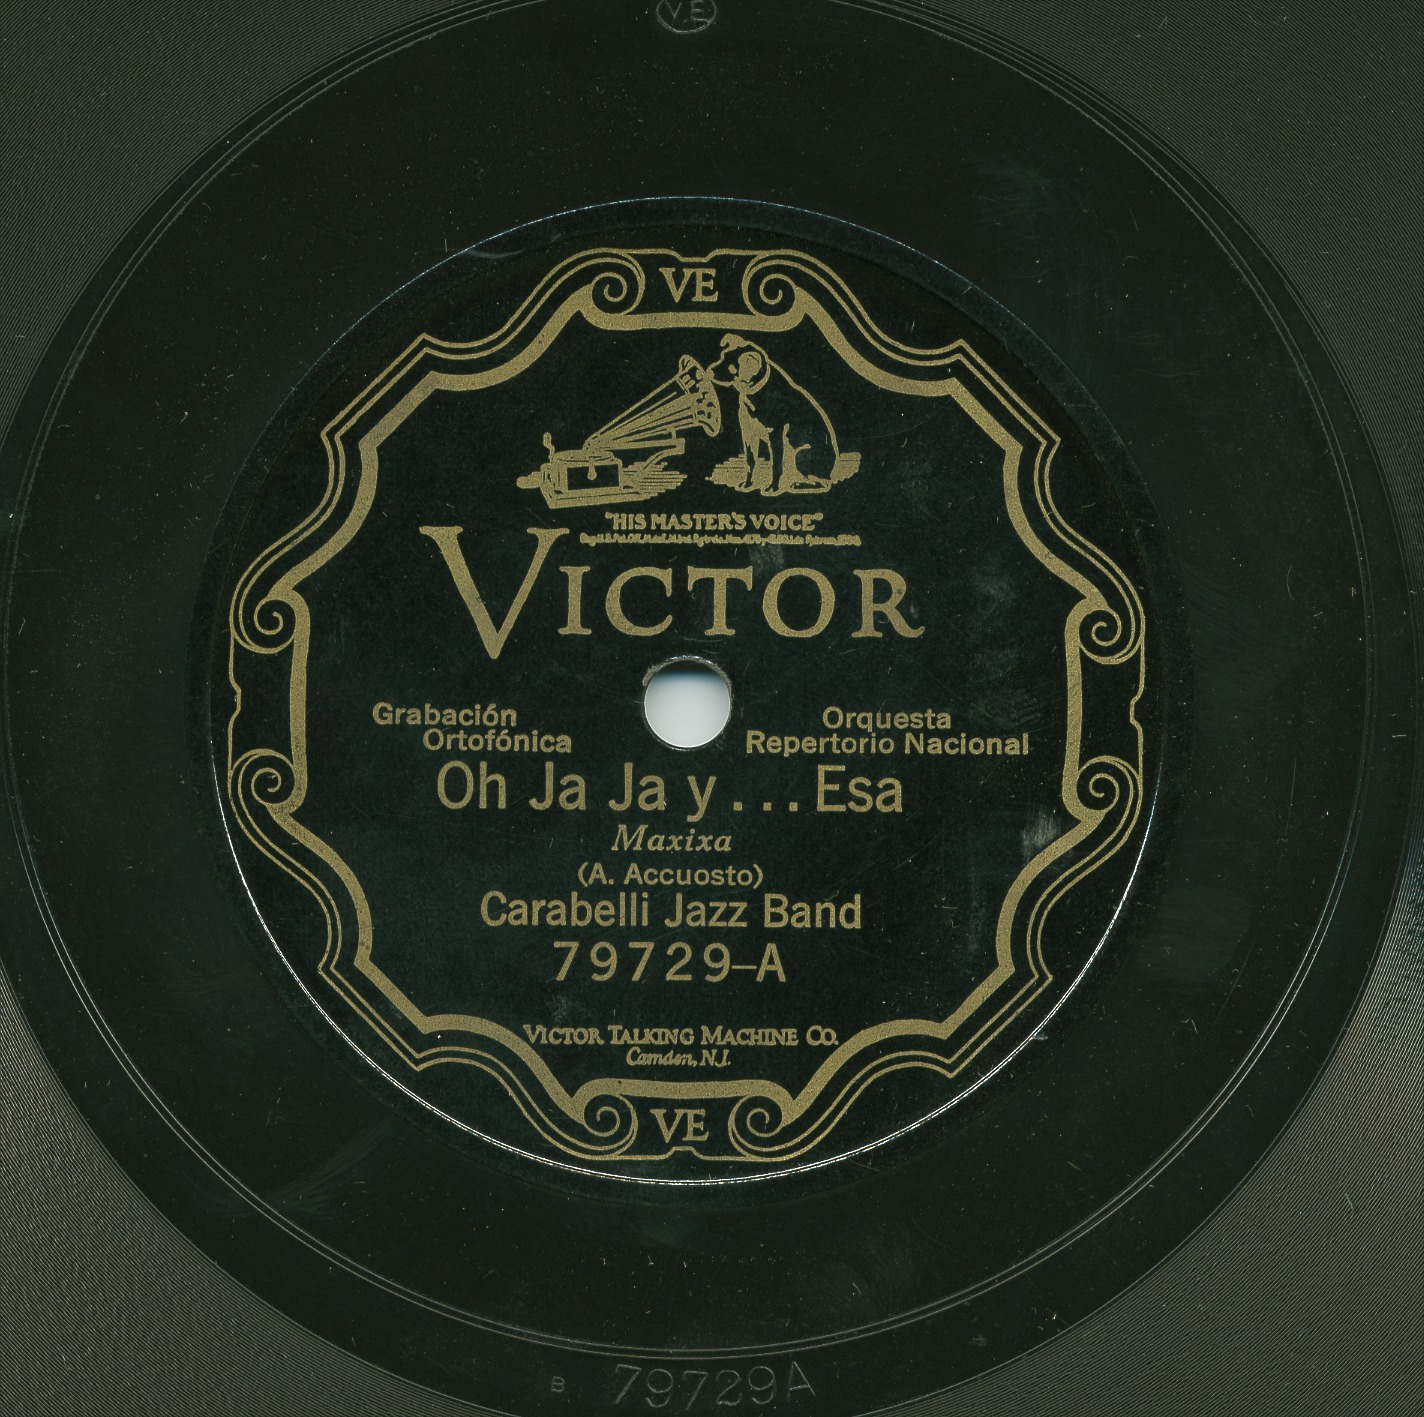 V.E
VE
"HIS MASTER'S VOICE"
VICTOR
Grabación
Ortofónica
Orquesta
Repertorio Nacional
Oh Ja Ja y... Esa
Maxixa
(A. Accuosto)
Carabelli Jazz Band
79729-A
VICTOR TALKING MACHINE CO.
Camden, N.J.
VE
B 79729A